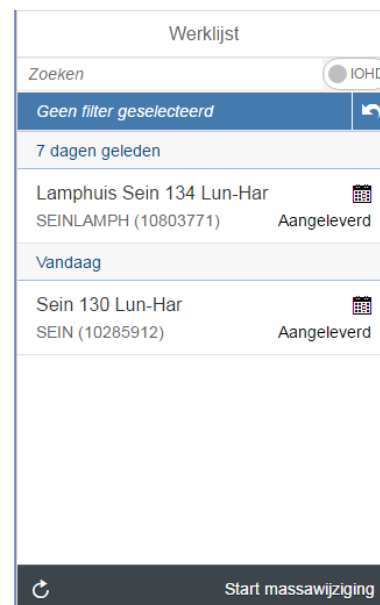 Werklijst
Zoeken IOHD
Geen filter geselecteerd
7 dagen geleden
Lamphuis Sein 134 Lun-Har
SEINLAMPH (10803771) Aangeleverd
Vandaag
Sein 130 Lun-Har
SEIN (10285912) Aangeleverd
Start massawijziging